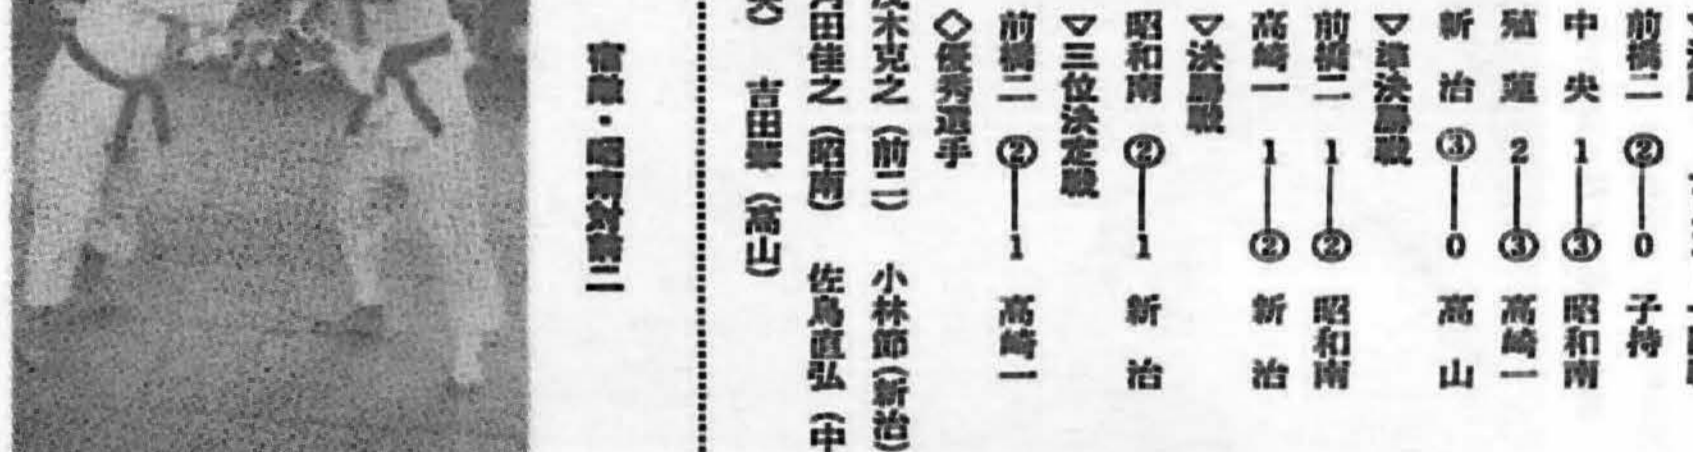 前橋二 ②―0 子持
中央 1―③ 昭和南
殖蓮 2―③ 高崎一
新治 ③―0 高山
▽準決勝戦
前橋二 1―② 昭和南
高崎一 1―② 新治
▽決勝戦
昭和南 ②―1 新治
▽三位決定戦
前橋二 ②―1 高崎一
◇優秀選手
木克之（前二） 小林節（新治）
田佳之（昭南） 佐鳥直弘（中
央） 吉田（高山）
宿敵・昭南対前二